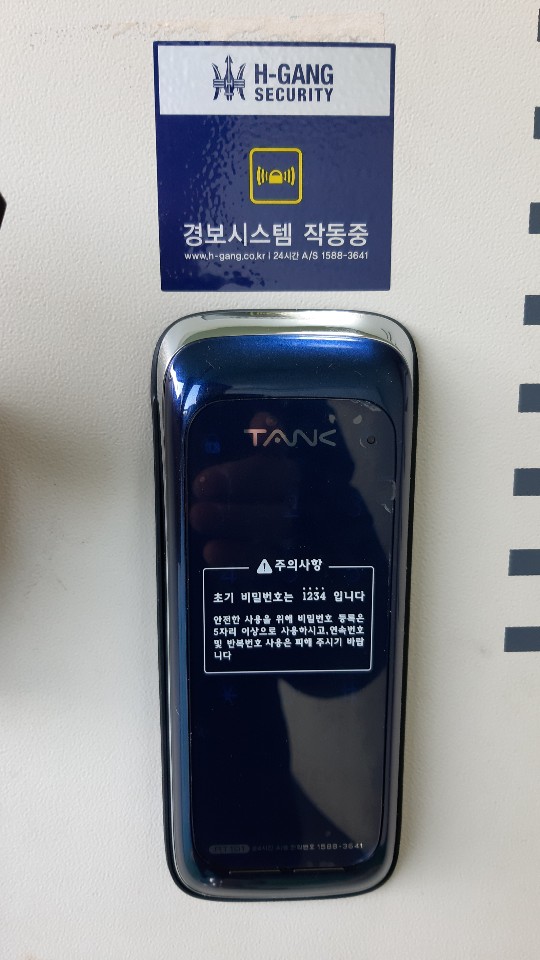 H-GANG
SECURITY
경보시스템 작동중
www.h-gang.co.kr | 24시간 A/S 1588-3641
TANK
주의사항
초기 비밀번호는 1234 입니다
안전한 사용을 위해 비밀번호 등록은
5자리 이상으로 사용하시고, 연속번호
및 반복번호 사용은 피해 주시기 바랍
니다
1588-3641